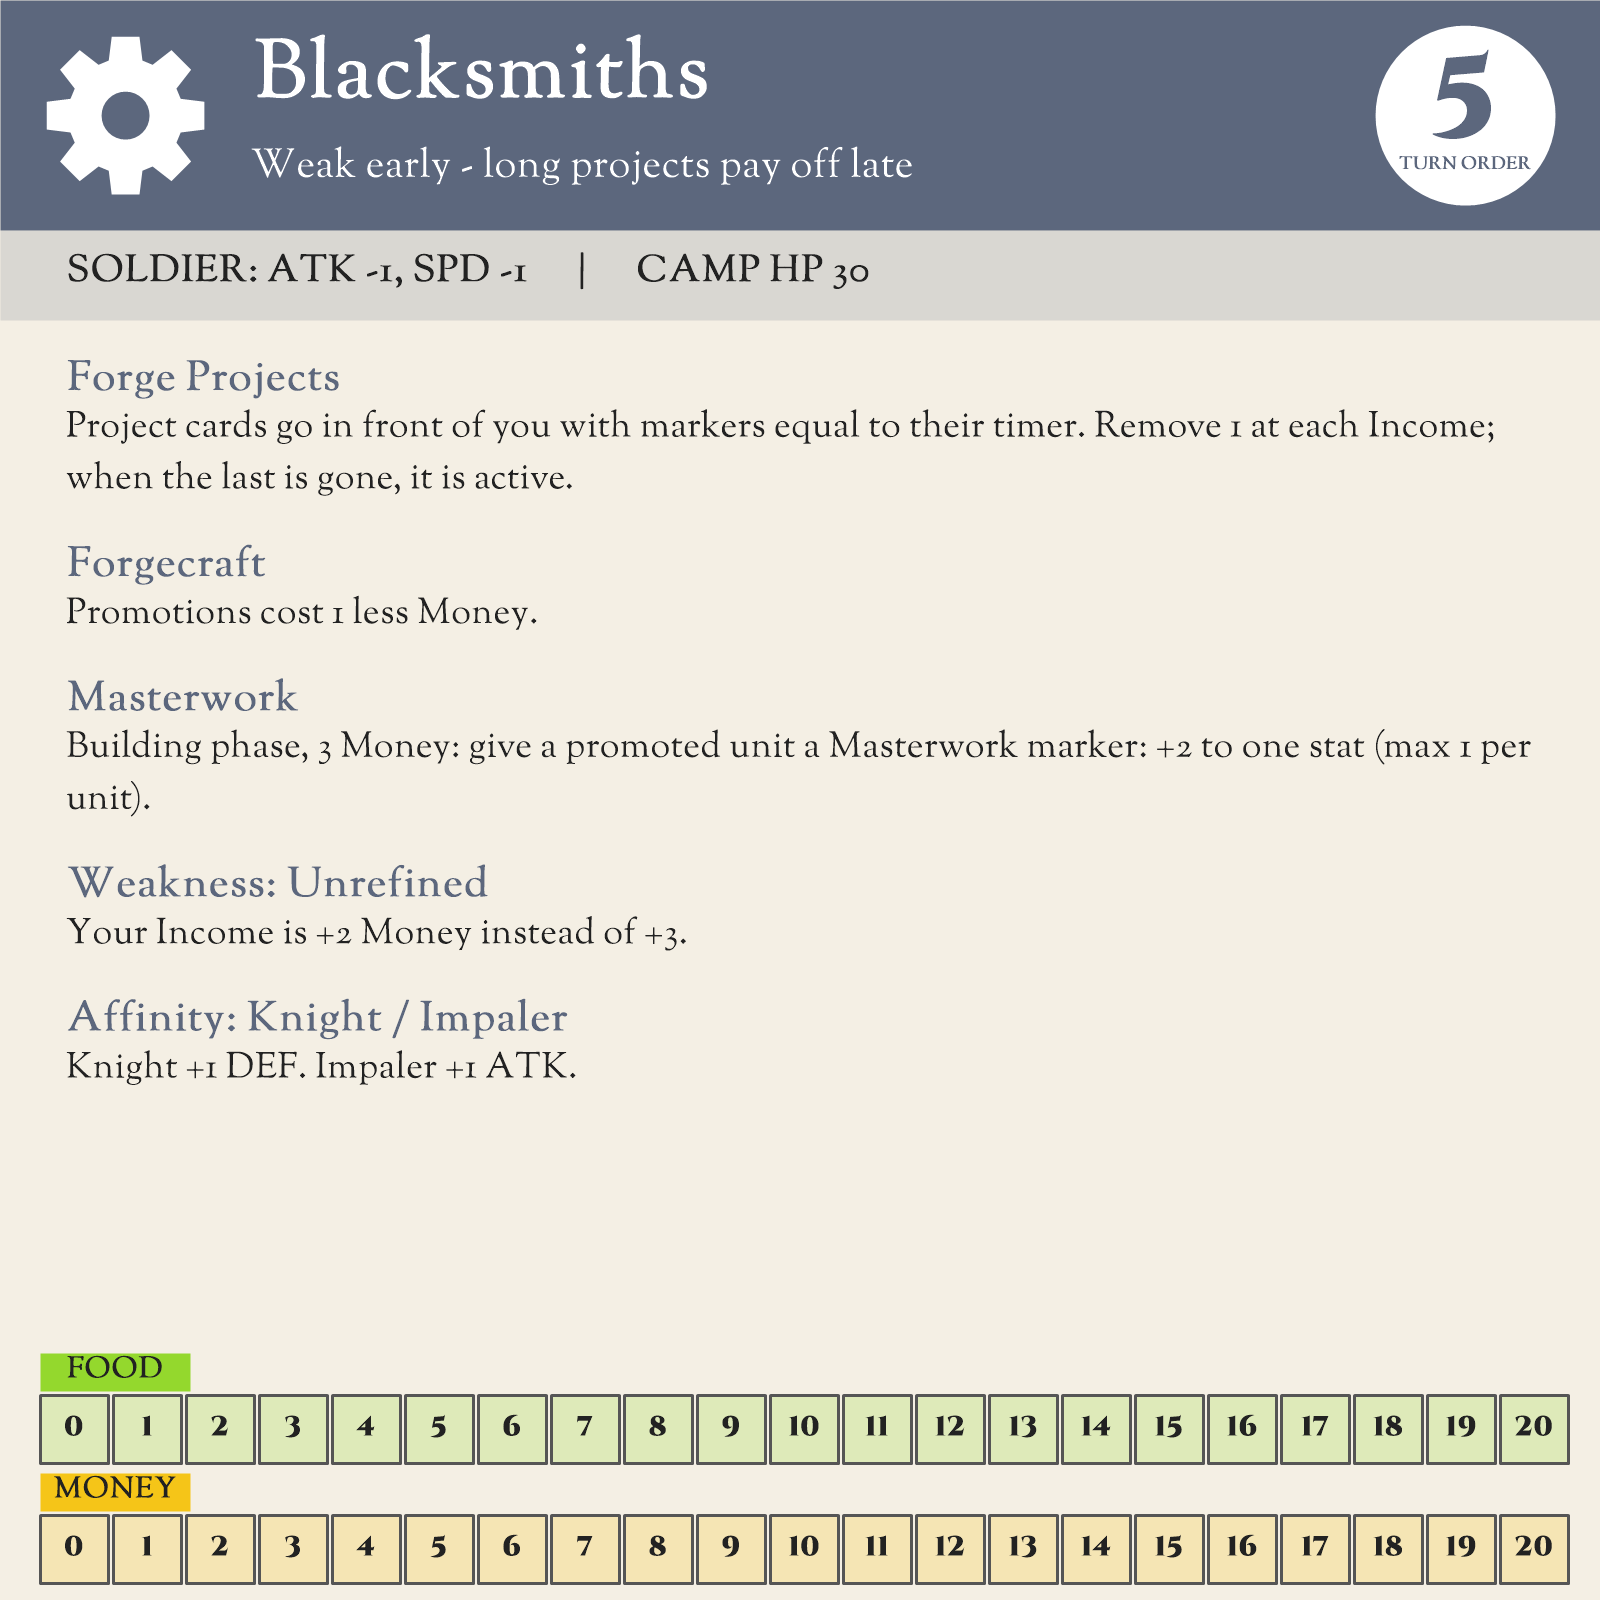 Blacksmiths
Weak early - long projects pay off late
5
TURN ORDER
SOLDIER: ATK -1, SPD -1 | CAMP HP 30
Forge Projects
Project cards go in front of you with markers equal to their timer. Remove 1 at each Income;
when the last is gone, it is active.
Forgecraft
Promotions cost 1 less Money.
Masterwork
Building phase, 3 Money: give a promoted unit a Masterwork marker: +2 to one stat (max 1 per
unit).
Weakness: Unrefined
Your Income is +2 Money instead of +3.
Affinity: Knight / Impaler
Knight +1 DEF. Impaler +1 ATK.
FOOD
0 1 2 3 4 5 6 7 8 9 10 11 12 13 14 15 16 17 18 19 20
MONEY
0 1 2 3 4 5 6 7 8 9 10 11 12 13 14 15 16 17 18 19 20